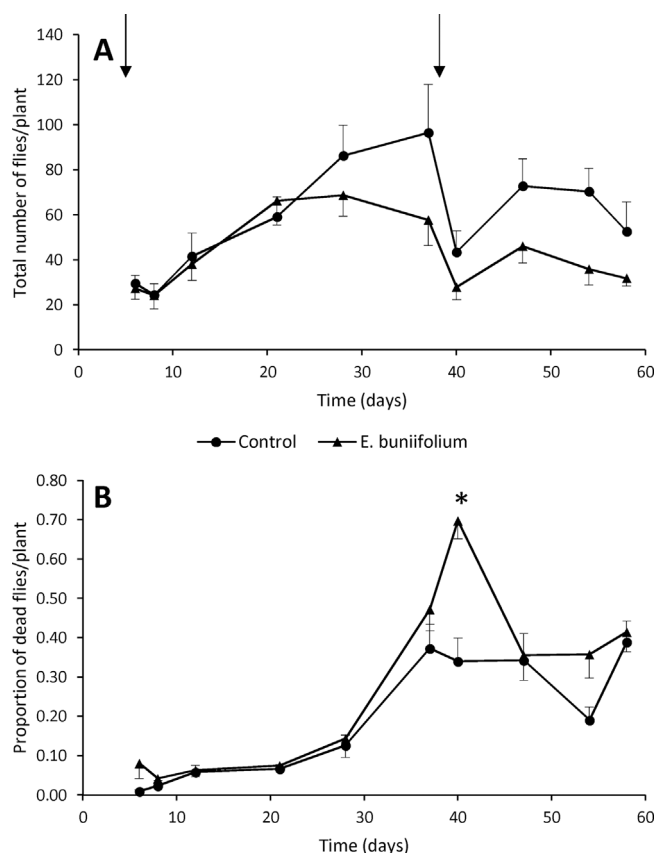 A
Total number of flies/plant
140
120
100
80
60
40
20
0
0 10 20 30 40 50 60
Time (days)
Control E. buniifolium
B
*
Proportion of dead flies/plant
0.80
0.70
0.60
0.50
0.40
0.30
0.20
0.10
0.00
0 10 20 30 40 50 60
Time (days)